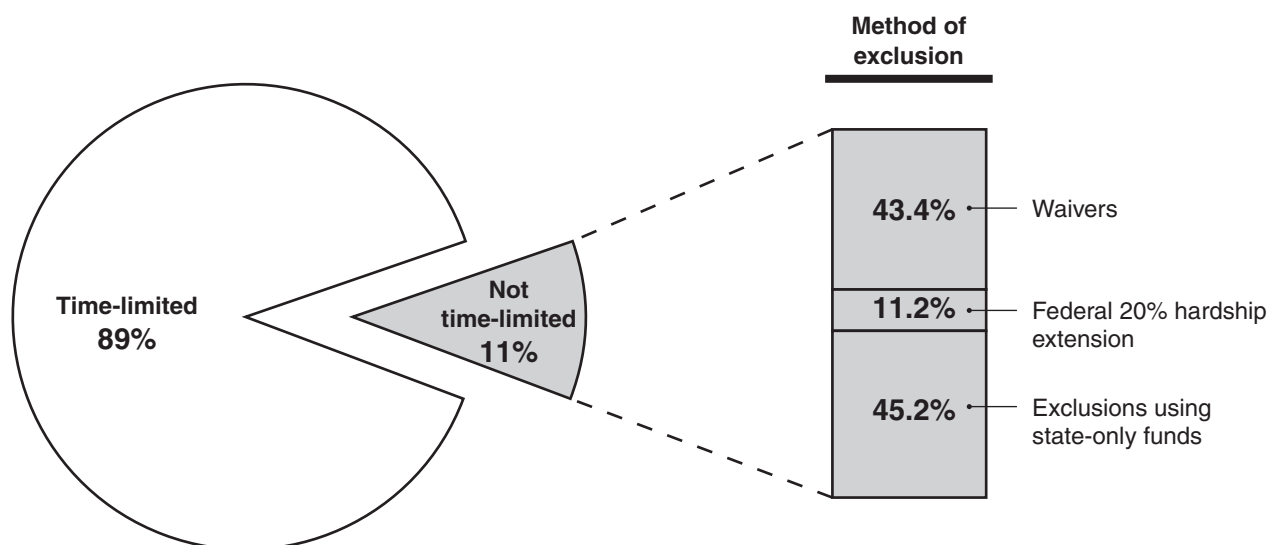 Method of
exclusion
Time-limited
89%
Not
time-limited
11%
43.4%
Waivers
11.2%
Federal 20% hardship
extension
45.2%
Exclusions using
state-only funds